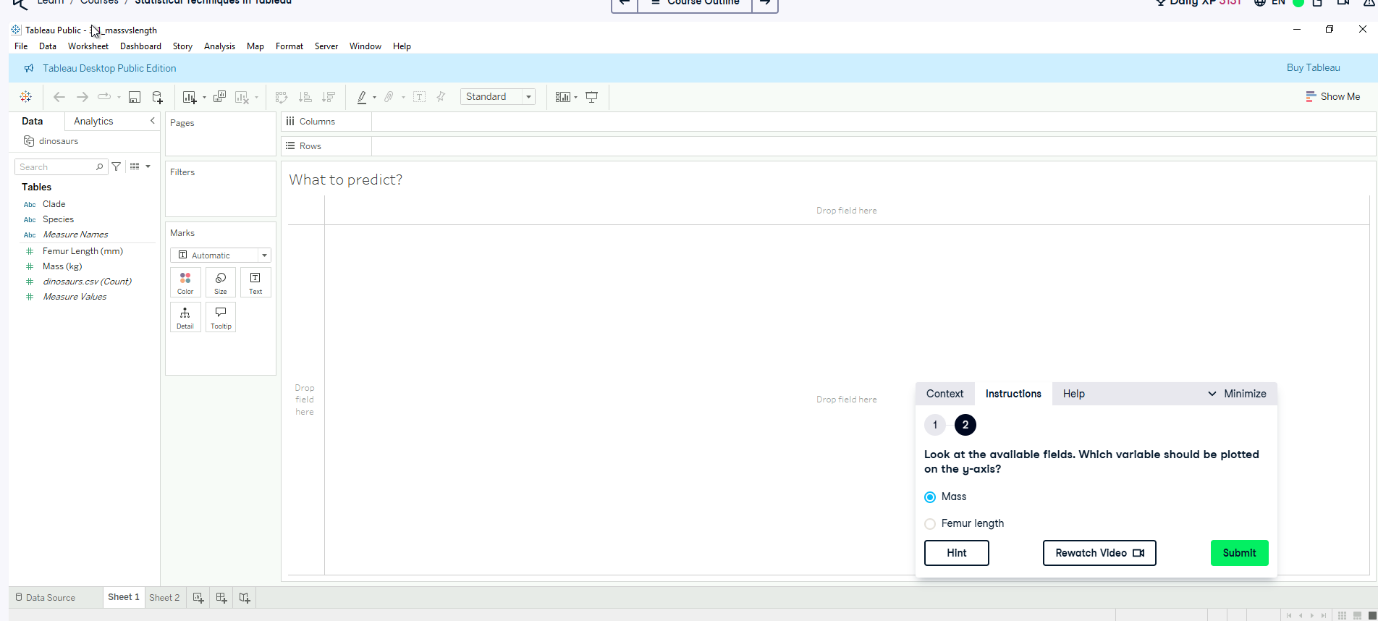 Learn / Courses / Statistical Techniques in Tableau
Course Outline
Daily XP 3131
EN
Tableau Public -
_massvslength
File Data Worksheet Dashboard Story Analysis Map Format Server Window Help
Tableau Desktop Public Edition
Buy Tableau
Standard
Show Me
Data
Analytics
Pages
Columns
dinosaurs
Rows
Search
Filters
What to predict?
Tables
Abc Clade
Drop field here
Abc Species
Abc Measure Names
Marks
Femur Length (mm)
Automatic
Mass (kg)
dinosaurs.csv (Count)
Color Size Text
Measure Values
Detail Tooltip
Drop
field
here
Drop field here
Context Instructions Help Minimize
1 2
Look at the available fields. Which variable should be plotted
on the y-axis?
Mass
Femur length
Hint
Rewatch Video
Submit
Data Source
Sheet 1
Sheet 2